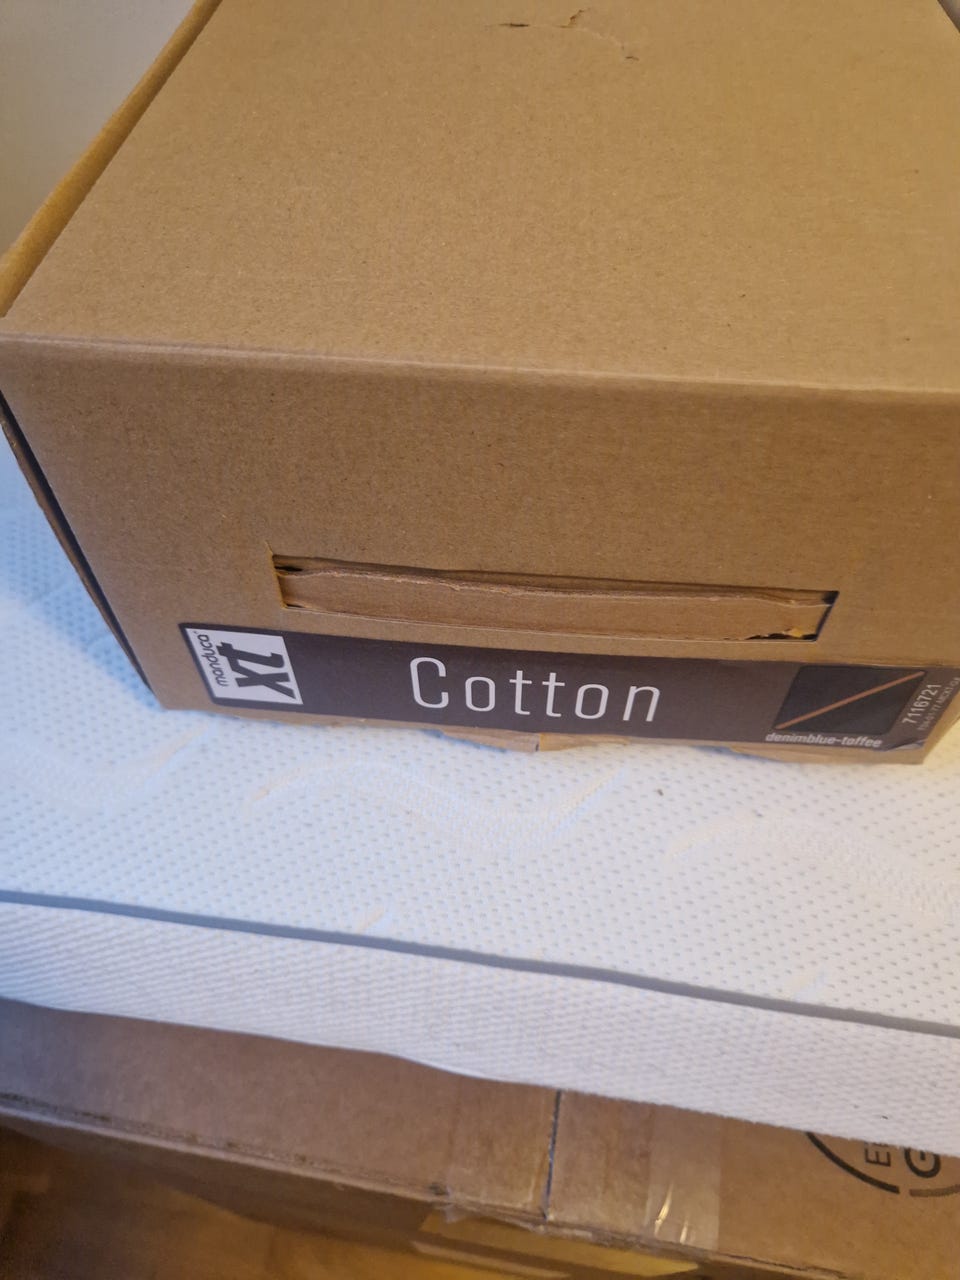 manduca
XT
Cotton
denimblue-toffee
7116721